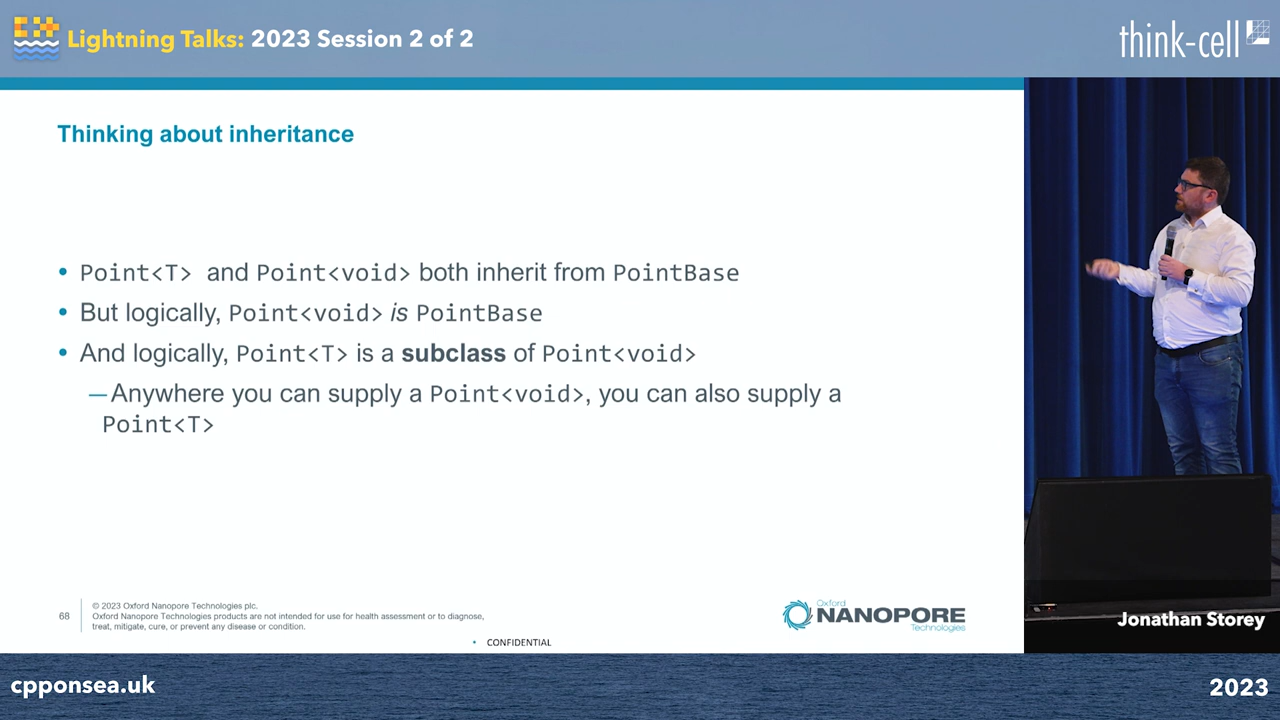 Lightning Talks: 2023 Session 2 of 2
think-cell
Thinking about inheritance
• Point<T> and Point<void> both inherit from PointBase
• But logically, Point<void> is PointBase
• And logically, Point<T> is a subclass of Point<void>
—Anywhere you can supply a Point<void>, you can also supply a
Point<T>
68
© 2023 Oxford Nanopore Technologies plc.
Oxford Nanopore Technologies products are not intended for use for health assessment or to diagnose,
treat, mitigate, cure, or prevent any disease or condition.
• CONFIDENTIAL
Oxford
NANOPORE
Technologies
Jonathan Storey
cpponsea.uk
2023